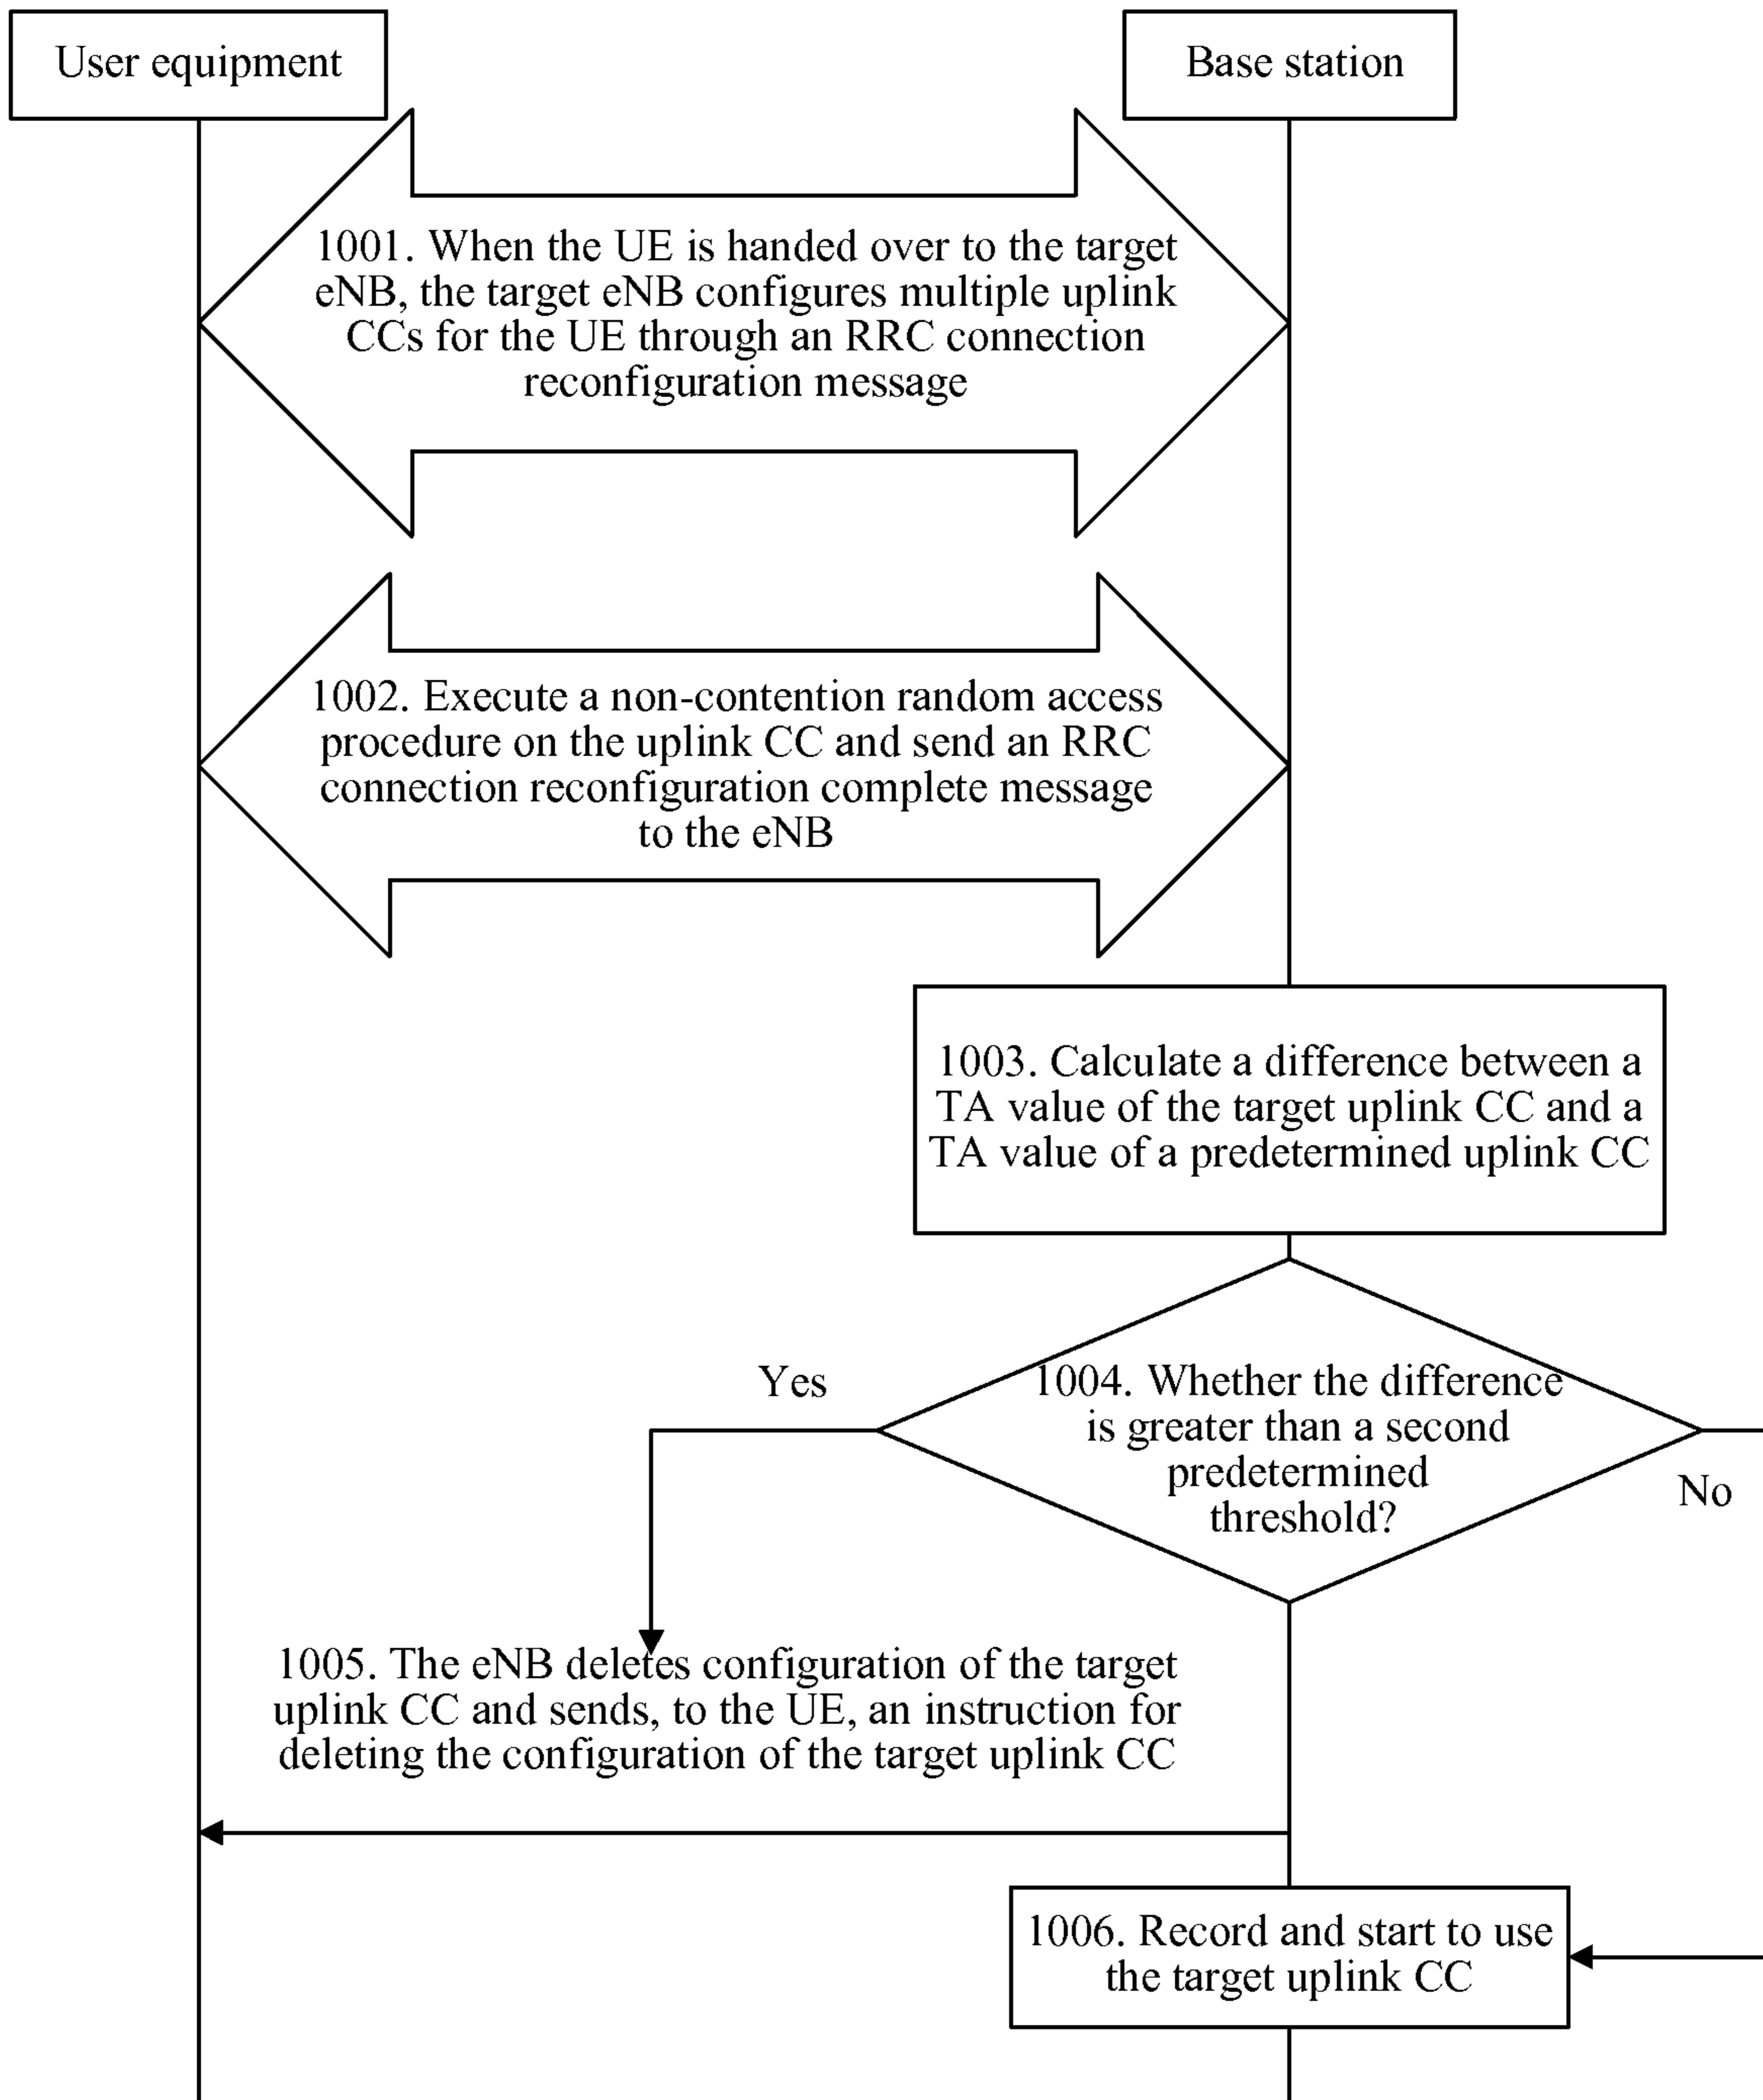 User equipment
Base station
1001. When the UE is handed over to the target
eNB, the target eNB configures multiple uplink
CCs for the UE through an RRC connection
reconfiguration message
1002. Execute a non-contention random access
procedure on the uplink CC and send an RRC
connection reconfiguration complete message
to the eNB
1003. Calculate a difference between a
TA value of the target uplink CC and a
TA value of a predetermined uplink CC
Yes
1004. Whether the difference
is greater than a second
predetermined
threshold?
No
1005. The eNB deletes configuration of the target
uplink CC and sends, to the UE, an instruction for
deleting the configuration of the target uplink CC
1006. Record and start to use
the target uplink CC